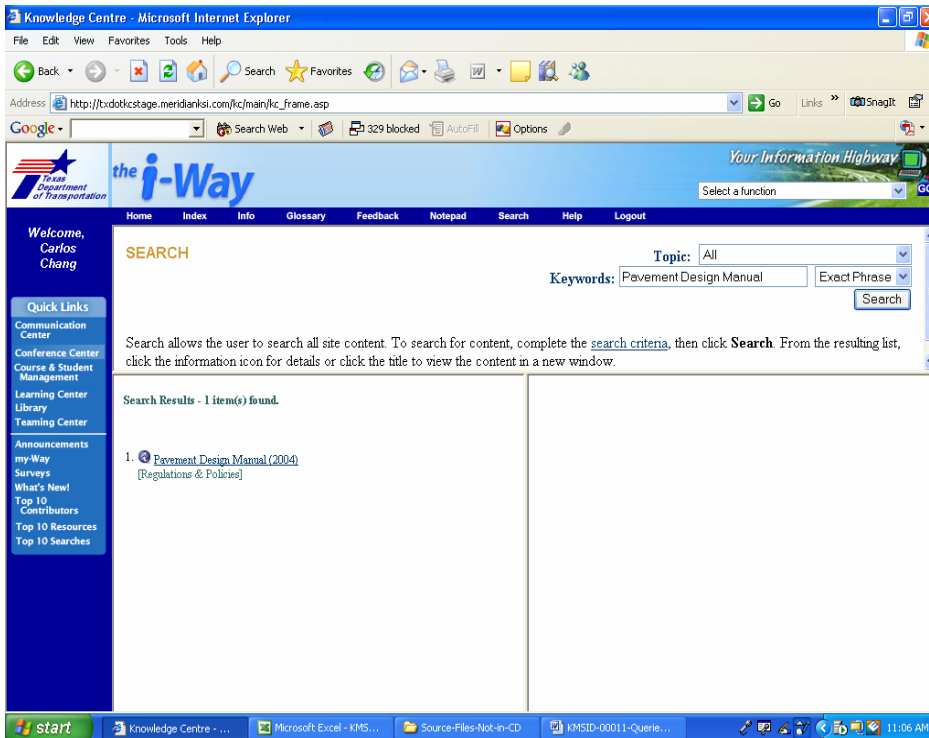 Knowledge Centre - Microsoft Internet Explorer
File Edit View Favorites Tools Help
Back Search Favorites
Address http://txdotkcstage.meridianksi.com/kc/main/kc_frame.asp Go Links » SnagIt
Google Search Web 329 blocked AutoFill Options
Texas Department of Transportation
the i-Way
Your Information Highway
Select a function GO
Home Index Info Glossary Feedback Notepad Search Help Logout
Welcome,
Carlos
Chang
Quick Links
Communication
Center
Conference Center
Course & Student
Management
Learning Center
Library
Teaming Center
Announcements
my-Way
Surveys
What's New!
Top 10
Contributors
Top 10 Resources
Top 10 Searches
SEARCH
Topic: All
Keywords: Pavement Design Manual Exact Phrase
Search
Search allows the user to search all site content. To search for content, complete the search criteria, then click Search. From the resulting list,
click the information icon for details or click the title to view the content in a new window.
Search Results - 1 item(s) found.
1. Pavement Design Manual (2004)
[Regulations & Policies]
start Knowledge Centre - ... Microsoft Excel - KMS... Source-Files-Not-in-CD KMSID-00011-Querie... 11:06 AM